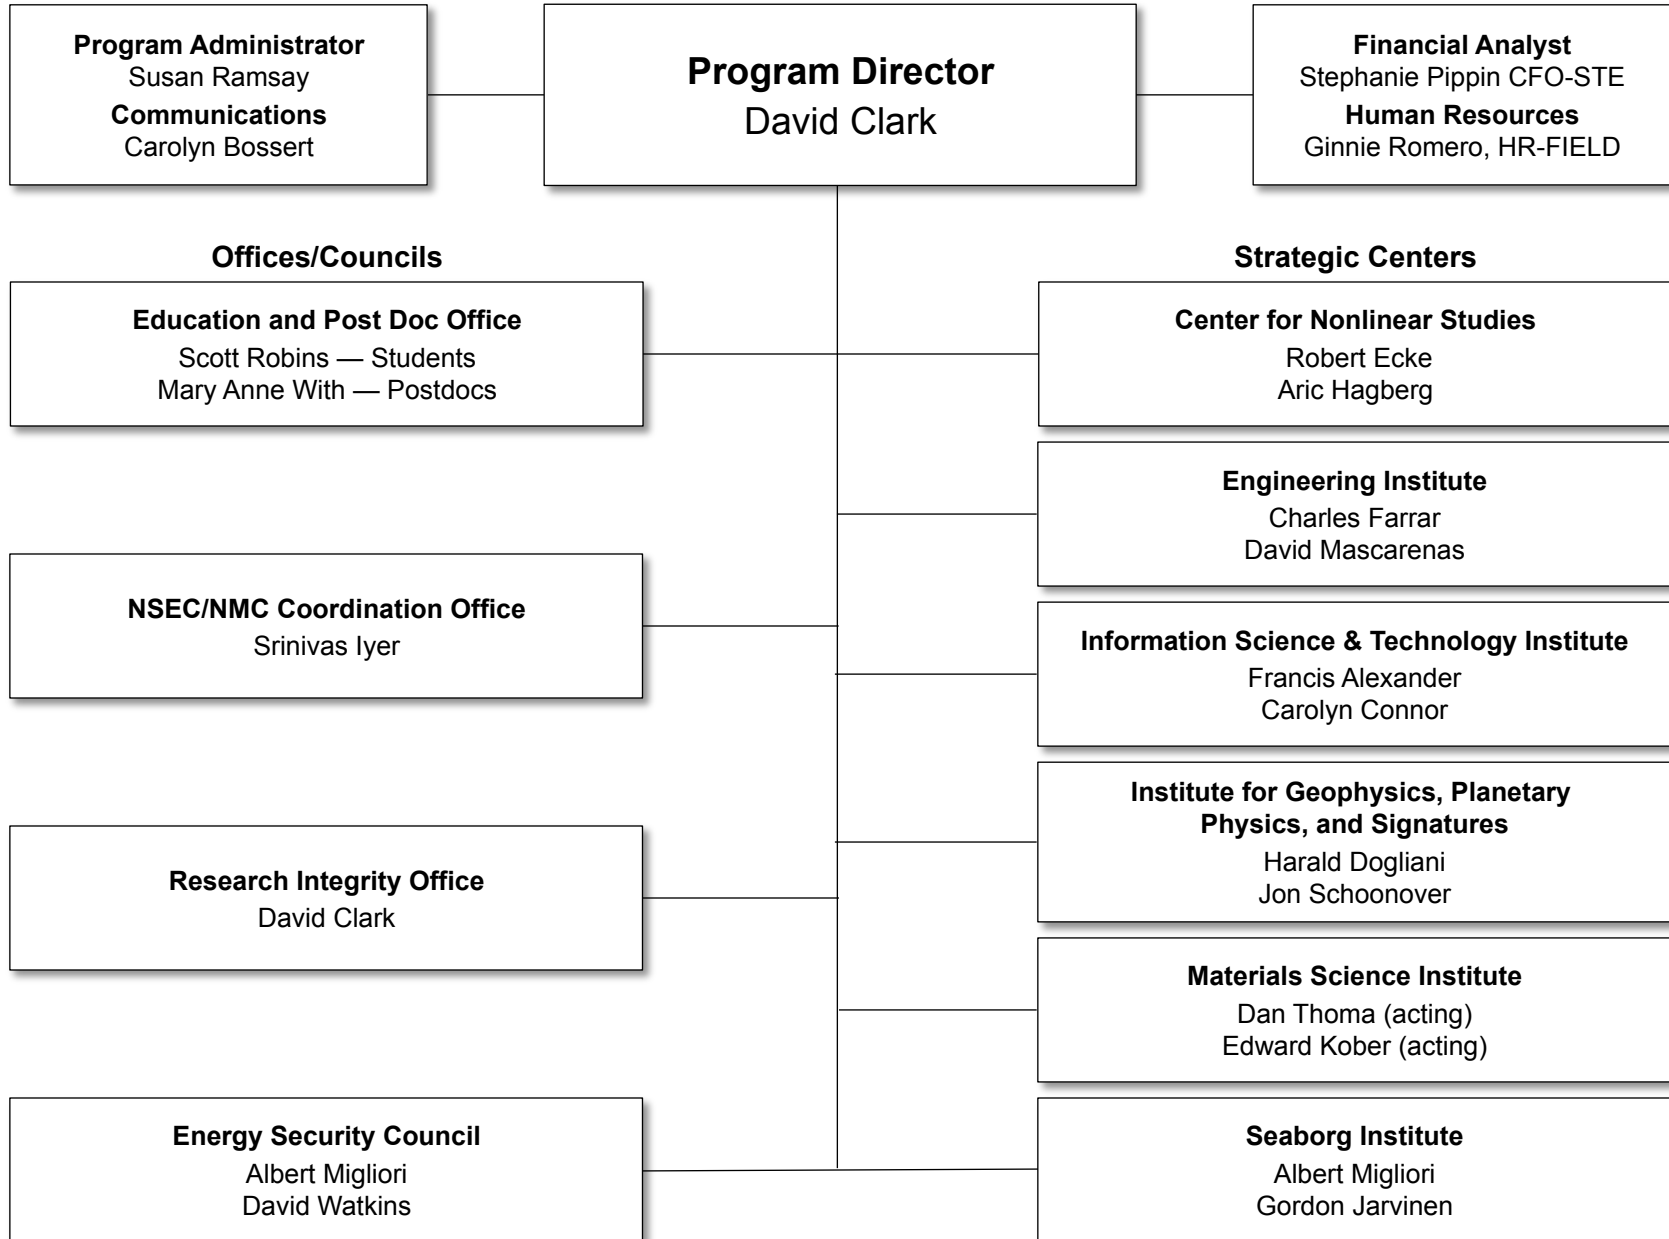 Program Administrator
Susan Ramsay
Communications
Carolyn Bossert
Program Director
David Clark
Financial Analyst
Stephanie Pippin CFO-STE
Human Resources
Ginnie Romero, HR-FIELD
Offices/Councils
Education and Post Doc Office
Scott Robins — Students
Mary Anne With — Postdocs
NSEC/NMC Coordination Office
Srinivas Iyer
Research Integrity Office
David Clark
Energy Security Council
Albert Migliori
David Watkins
Strategic Centers
Center for Nonlinear Studies
Robert Ecke
Aric Hagberg
Engineering Institute
Charles Farrar
David Mascarenas
Information Science & Technology Institute
Francis Alexander
Carolyn Connor
Institute for Geophysics, Planetary
Physics, and Signatures
Harald Dogliani
Jon Schoonover
Materials Science Institute
Dan Thoma (acting)
Edward Kober (acting)
Seaborg Institute
Albert Migliori
Gordon Jarvinen